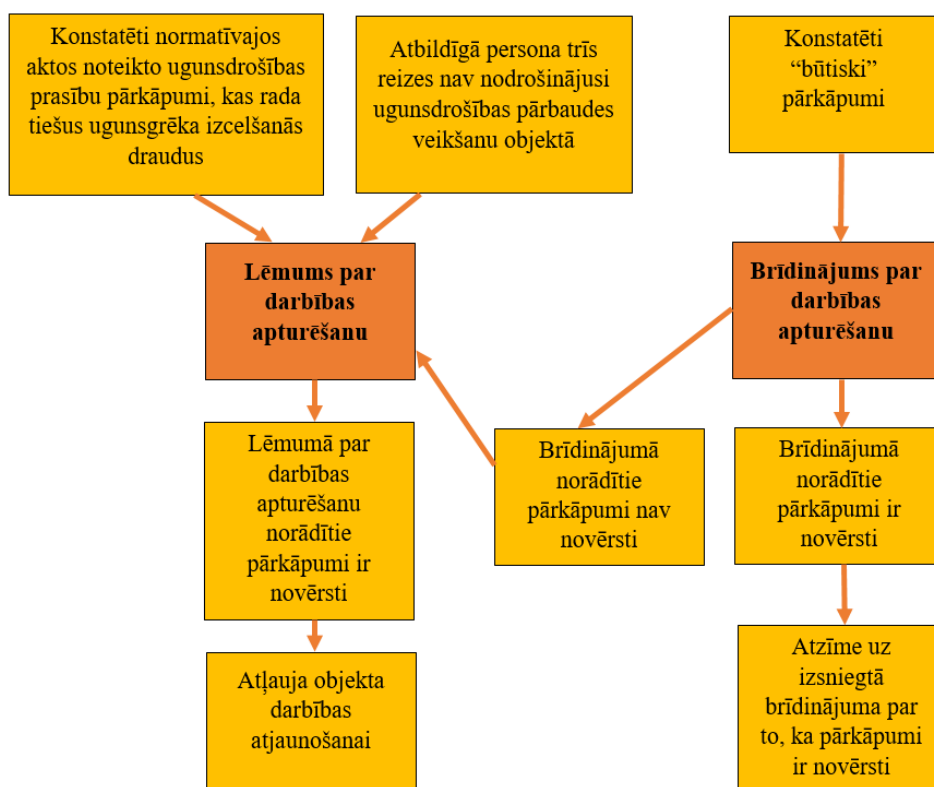 Konstatēti normatīvajos
aktos noteikto ugunsdrošības
prasību pārkāpumi, kas rada
tiešus ugunsgrēka izcelšanās
draudus
Atbildīgā persona trīs
reizes nav nodrošinājusi
ugunsdrošības pārbaudes
veikšanu objektā
Konstatēti
“būtiski”
pārkāpumi
Lēmums par
darbības
apturēšanu
Brīdinājums par
darbības
apturēšanu
Lēmumā par
darbības
apturēšanu
norādītie
pārkāpumi ir
novērsti
Brīdinājumā
norādītie
pārkāpumi nav
novērsti
Brīdinājumā
norādītie
pārkāpumi ir
novērsti
Atļauja objekta
darbības
atjaunošanai
Atzīme uz
izsniegtā
brīdinājuma par
to, ka pārkāpumi
ir novērsti